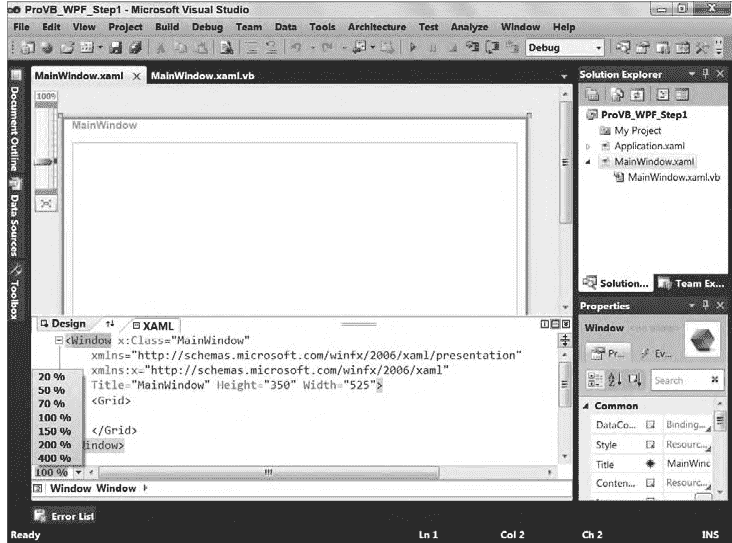 ProVB_WPF_Step1 - Microsoft Visual Studio
File Edit View Project Build Debug Team Data Tools Architecture Test Analyze Window Help
Debug
MainWindow.xaml MainWindow.xaml.vb
Document Outline
Data Sources
Toolbox
100%
MainWindow
Design XAML
<Window x:Class="MainWindow"
xmlns="http://schemas.microsoft.com/winfx/2006/xaml/presentation"
xmlns:x="http://schemas.microsoft.com/winfx/2006/xaml"
Title="MainWindow" Height="350" Width="525">
<Grid>
</Grid>
indow>
20 %
50 %
70 %
100 %
150 %
200 %
400 %
100 %
Window Window
Solution Explorer
ProVB_WPF_Step1
My Project
Application.xaml
MainWindow.xaml
MainWindow.xaml.vb
Solution... Team Ex...
Properties
Window
Pr... Ev...
Search
Common
DataCo... Binding...
Style Resourc...
Title MainWinc
Conten... Resourc...
Error List
Ready Ln 1 Col 2 Ch 2 INS